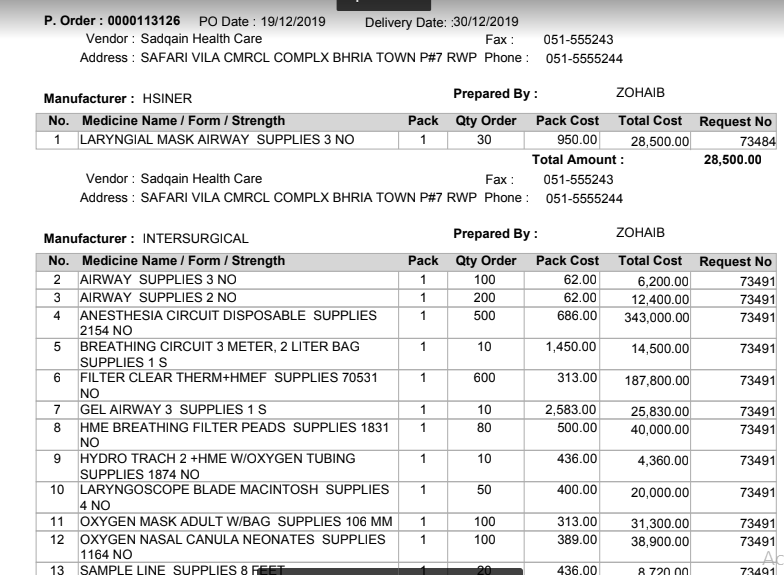 P. Order : 0000113126 PO Date : 19/12/2019 Delivery Date: :30/12/2019
Vendor : Sadqain Health Care Fax : 051-555243
Address : SAFARI VILA CMRCL COMPLX BHRIA TOWN P#7 RWP Phone : 051-5555244
Manufacturer : HSINER Prepared By : ZOHAIB
No. Medicine Name / Form / Strength Pack Qty Order Pack Cost Total Cost Request No
1 LARYNGIAL MASK AIRWAY SUPPLIES 3 NO 1 30 950.00 28,500.00 73484
Total Amount : 28,500.00
Vendor : Sadqain Health Care Fax : 051-555243
Address : SAFARI VILA CMRCL COMPLX BHRIA TOWN P#7 RWP Phone : 051-5555244
Manufacturer : INTERSURGICAL Prepared By : ZOHAIB
No. Medicine Name / Form / Strength Pack Qty Order Pack Cost Total Cost Request No
2 AIRWAY SUPPLIES 3 NO 1 100 62.00 6,200.00 73491
3 AIRWAY SUPPLIES 2 NO 1 200 62.00 12,400.00 73491
4 ANESTHESIA CIRCUIT DISPOSABLE SUPPLIES 1 500 686.00 343,000.00 73491
2154 NO
5 BREATHING CIRCUIT 3 METER, 2 LITER BAG 1 10 1,450.00 14,500.00 73491
SUPPLIES 1 S
6 FILTER CLEAR THERM+HMEF SUPPLIES 70531 1 600 313.00 187,800.00 73491
NO
7 GEL AIRWAY 3 SUPPLIES 1 S 1 10 2,583.00 25,830.00 73491
8 HME BREATHING FILTER PEADS SUPPLIES 1831 1 80 500.00 40,000.00 73491
NO
9 HYDRO TRACH 2 +HME W/OXYGEN TUBING 1 10 436.00 4,360.00 73491
SUPPLIES 1874 NO
10 LARYNGOSCOPE BLADE MACINTOSH SUPPLIES 1 50 400.00 20,000.00 73491
4 NO
11 OXYGEN MASK ADULT W/BAG SUPPLIES 106 MM 1 100 313.00 31,300.00 73491
12 OXYGEN NASAL CANULA NEONATES SUPPLIES 1 100 389.00 38,900.00 73491
1164 NO
13 SAMPLE LINE SUPPLIES 8 FEET 1 20 436.00 8,720.00 73491